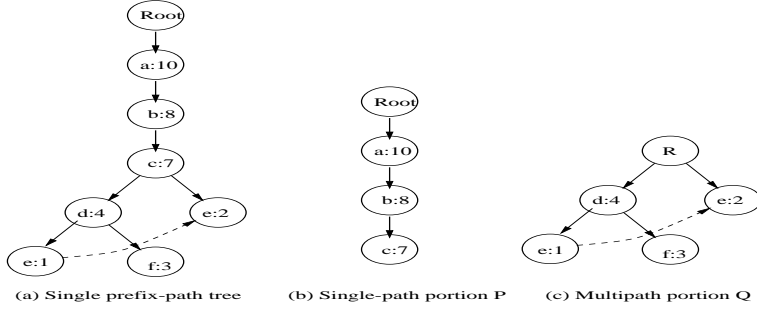 Root
a:10
b:8
c:7
d:4
e:2
e:1
f:3
(a) Single prefix-path tree
Root
a:10
b:8
c:7
(b) Single-path portion P
R
d:4
e:2
e:1
f:3
(c) Multipath portion Q